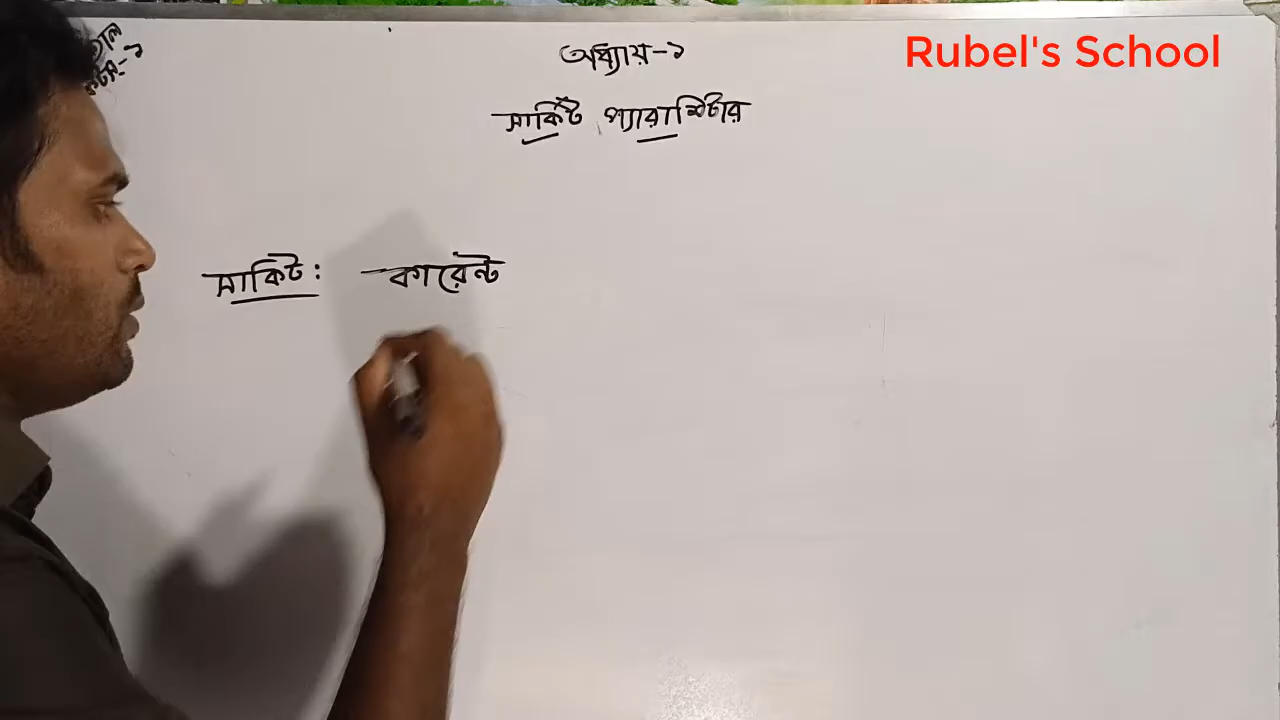 অধ্যায়-১
Rubel's School
সার্কিট প্যারামিটার
সার্কিট: কারেন্ট